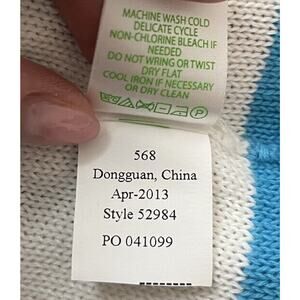 MACHINE WASH COLD
DELICATE CYCLE
NON-CHLORINE BLEACH IF
NEEDED
DO NOT WRING OR TWIST
DRY FLAT
COOL IRON IF NECESSARY
OR DRY CLEAN
568
Dongguan, China
Apr-2013
Style 52984
PO 041099